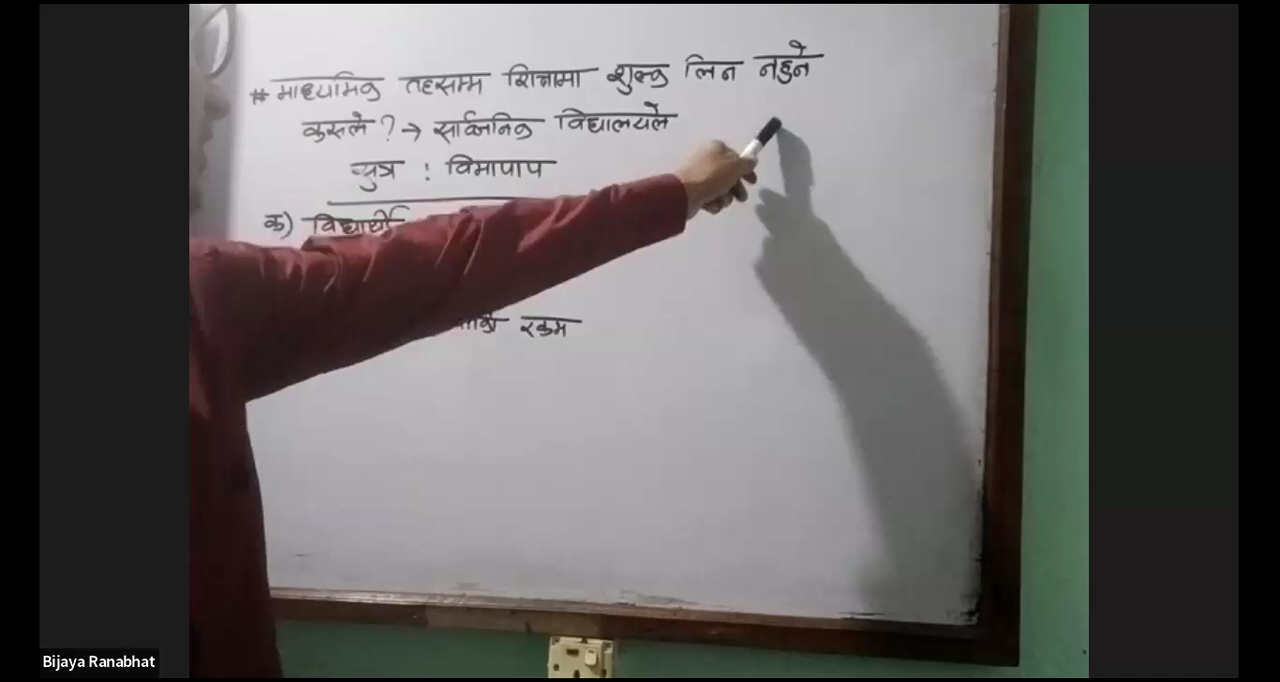 # माध्यमिक तहसम्म शिक्षामा शुल्क लिन नहुने
कसले ? → सार्वजनिक विद्यालयले
सुत्र : विमापाप
क) विद्यार्थी
रकम
Bijaya Ranabhat